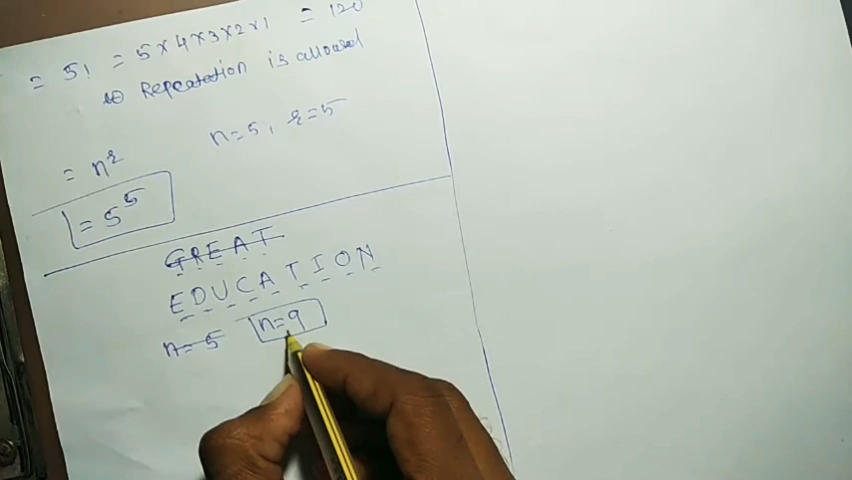 = 5! = 5×4×3×2×1 = 120
Repeatation is allowed
n=5, r=5
= n^r
= 5^5
GREAT
EDUCATION
n=5 n=9